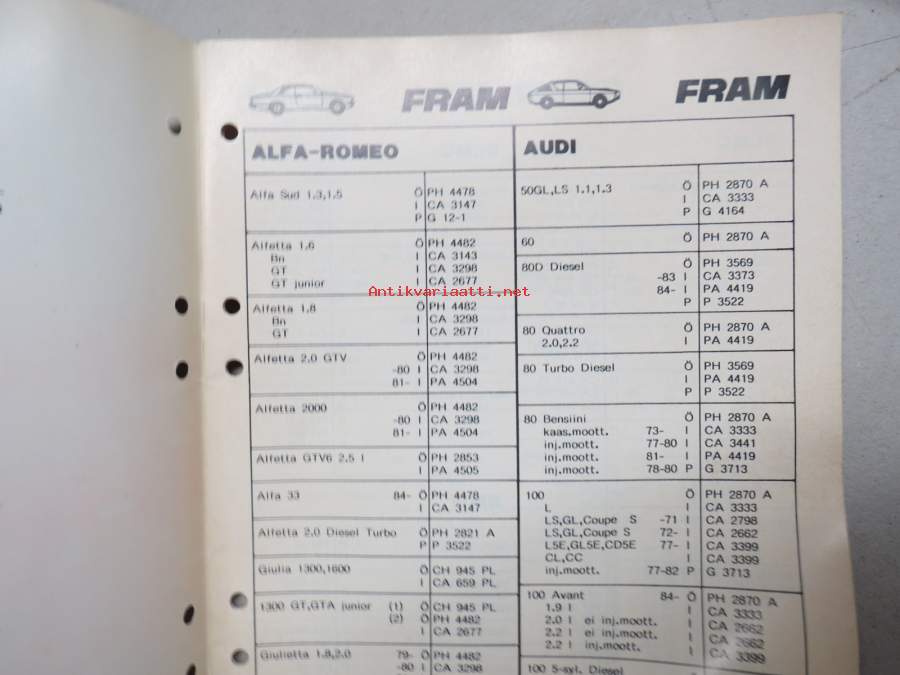 FRAM
ALFA-ROMEO
Alfa Sud 1.3,1.5 Ö PH 4478
I CA 3147
P G 12-1
Alfetta 1.6 Ö PH 4482
Bn I CA 3143
GT I CA 3298
GT junior I CA 2677
Alfetta 1.8 Ö PH 4482
Bn I CA 3298
GT I CA 2677
Alfetta 2.0 GTV Ö PH 4482
-80 I CA 3298
81- I PA 4504
Alfetta 2000 Ö PH 4482
-80 I CA 3298
81- I PA 4504
Alfetta GTV6 2.5 I Ö PH 2853
I PA 4505
Alfa 33 84- Ö PH 4478
I CA 3147
Alfetta 2.0 Diesel Turbo Ö PH 2821 A
P P 3522
Giulia 1300,1600 Ö CH 945 PL
I CA 659 PL
1300 GT,GTA junior (1) Ö CH 945 PL
(2) Ö PH 4482
I CA 2677
Giulietta 1.8,2.0 79- Ö PH 4482
-80 I CA 3298
FRAM
AUDI
50GL,LS 1.1,1.3 Ö PH 2870 A
I CA 3333
P G 4164
60 Ö PH 2870 A
80D Diesel Ö PH 3569
-83 I CA 3373
84- I PA 4419
P P 3522
80 Quattro Ö PH 2870 A
2.0,2.2 I PA 4419
80 Turbo Diesel Ö PH 3569
I PA 4419
P P 3522
80 Bensiini Ö PH 2870 A
kaas.moott. 73- I CA 3333
inj.moott. 77-80 I CA 3441
inj.moott. 81- I PA 4419
inj.moott. 78-80 P G 3713
100 Ö PH 2870 A
L I CA 3333
LS,GL,Coupe S -71 I CA 2798
LS,GL,Coupe S 72- I CA 2662
L5E,GL5E,CD5E 77- I CA 3399
CL,CC I CA 3399
inj.moott. 77-82 P G 3713
100 Avant 84- Ö PH 2870 A
1.9 I I CA 3333
2.0 I ei inj.moott. I CA 2662
2.2 I ei inj.moott. I CA 2662
2.2 I inj.moott. I CA 3399
100 5-syl. Diesel
Antikvariaatti.net